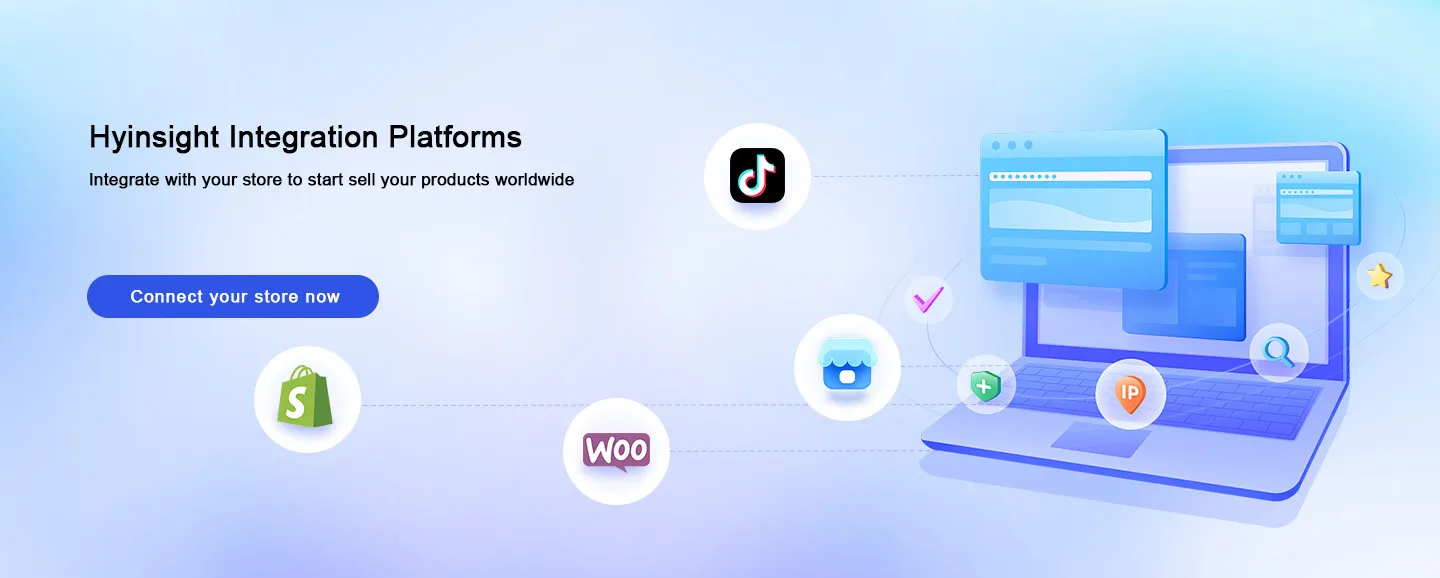 Hyinsight Integration Platforms
Integrate with your store to start sell your products worldwide
Connect your store now
S
WOO
IP